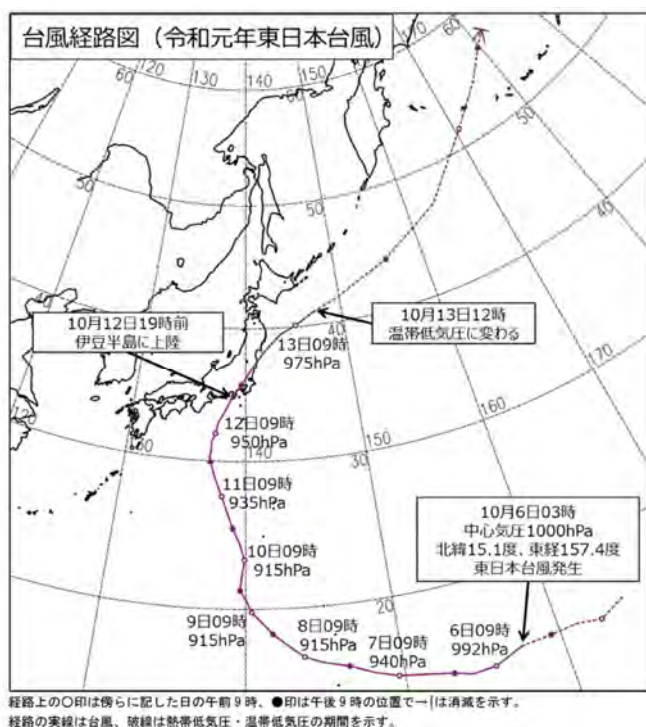 台風経路図（令和元年東日本台風）
120
130
140
150
60
60
60
50
50
50
40
10月12日19時前
伊豆半島に上陸
10月13日12時
温帯低気圧に変わる
40
13日09時
975hPa
170
160
120
12日09時
950hPa
140
150
30
11日09時
935hPa
10月6日03時
中心気圧1000hPa
北緯15.1度、東経157.4度
東日本台風発生
10日09時
915hPa
20
9日09時
915hPa
8日09時
915hPa
7日09時
940hPa
6日09時
992hPa
経路上の〇印は傍らに記した日の午前９時、●印は午後９時の位置で→|は消滅を示す。
経路の実線は台風、破線は熱帯低気圧・温帯低気圧の期間を示す。